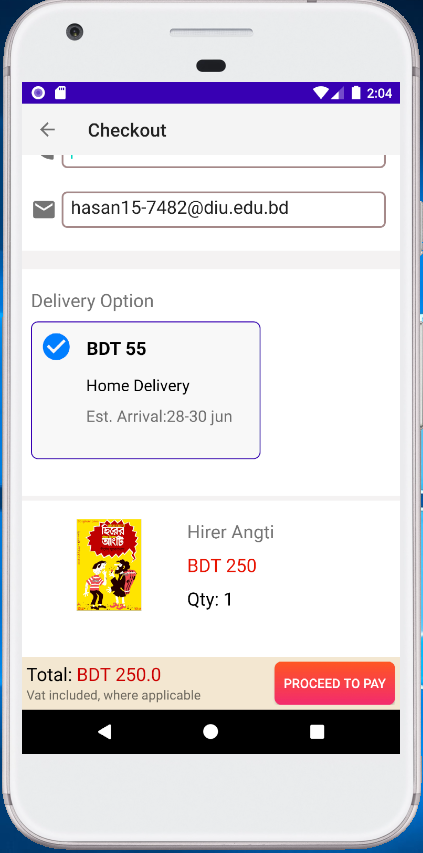 2:04
Checkout
hasan15-7482@diu.edu.bd
Delivery Option
BDT 55
Home Delivery
Est. Arrival:28-30 jun
হিরের
আংটি
Hirer Angti
BDT 250
Qty: 1
Total: BDT 250.0
Vat included, where applicable
PROCEED TO PAY